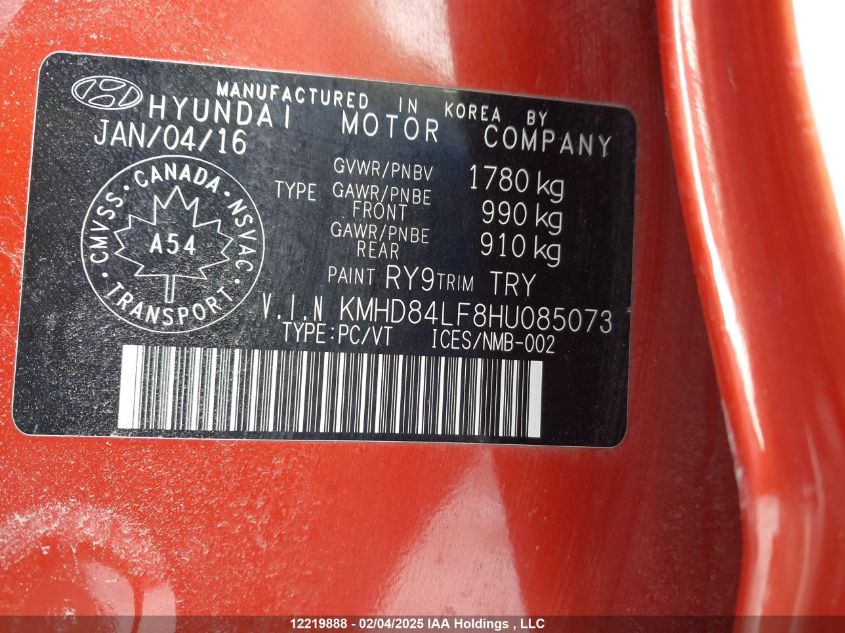 MANUFACTURED IN KOREA BY
HYUNDAI MOTOR COMPANY
JAN/04/16
GVWR/PNBV 1780 kg
TYPE GAWR/PNBE FRONT 990 kg
GAWR/PNBE REAR 910 kg
PAINT RY9 TRIM TRY
CMVSS · CANADA · NSVAC
A54
TRANSPORT
V.I.N KMHD84LF8HU085073
TYPE:PC/VT ICES/NMB-002
12219888 - 02/04/2025 IAA Holdings , LLC